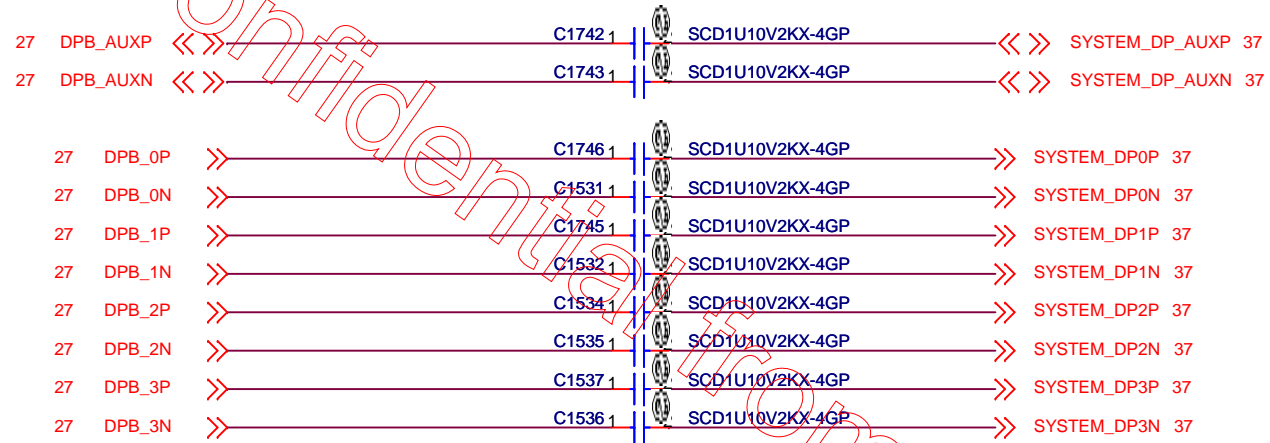 27 DPB_AUXP C1742 1 SCD1U10V2KX-4GP SYSTEM_DP_AUXP 37
27 DPB_AUXN C1743 1 SCD1U10V2KX-4GP SYSTEM_DP_AUXN 37
27 DPB_0P C1746 1 SCD1U10V2KX-4GP SYSTEM_DP0P 37
27 DPB_0N C1531 1 SCD1U10V2KX-4GP SYSTEM_DP0N 37
27 DPB_1P C1745 1 SCD1U10V2KX-4GP SYSTEM_DP1P 37
27 DPB_1N C1532 1 SCD1U10V2KX-4GP SYSTEM_DP1N 37
27 DPB_2P C1534 1 SCD1U10V2KX-4GP SYSTEM_DP2P 37
27 DPB_2N C1535 1 SCD1U10V2KX-4GP SYSTEM_DP2N 37
27 DPB_3P C1537 1 SCD1U10V2KX-4GP SYSTEM_DP3P 37
27 DPB_3N C1536 1 SCD1U10V2KX-4GP SYSTEM_DP3N 37
onfidential from